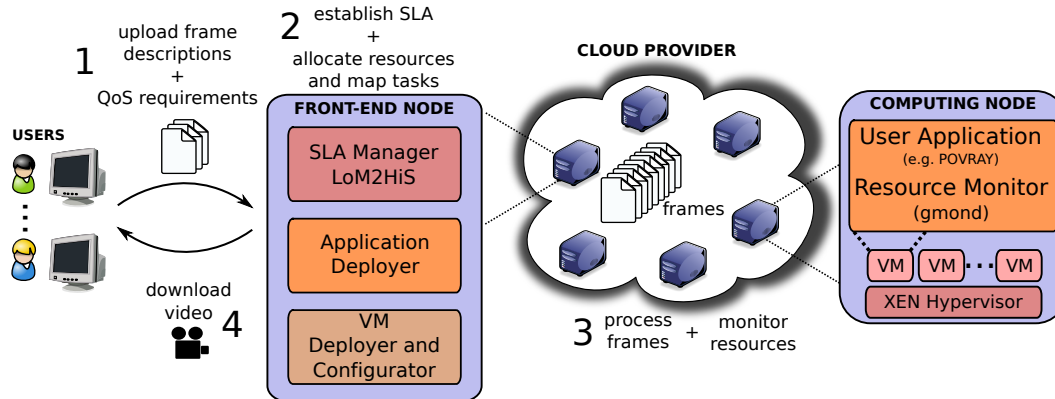 1
upload frame
descriptions
+
QoS requirements
2
establish SLA
+
allocate resources
and map tasks
USERS
FRONT-END NODE
SLA Manager
LoM2HiS
Application
Deployer
VM
Deployer and
Configurator
download
video
4
CLOUD PROVIDER
frames
3
process
frames
+
monitor
resources
COMPUTING NODE
User Application
(e.g. POVRAY)
Resource Monitor
(gmond)
VM
VM
VM
XEN Hypervisor